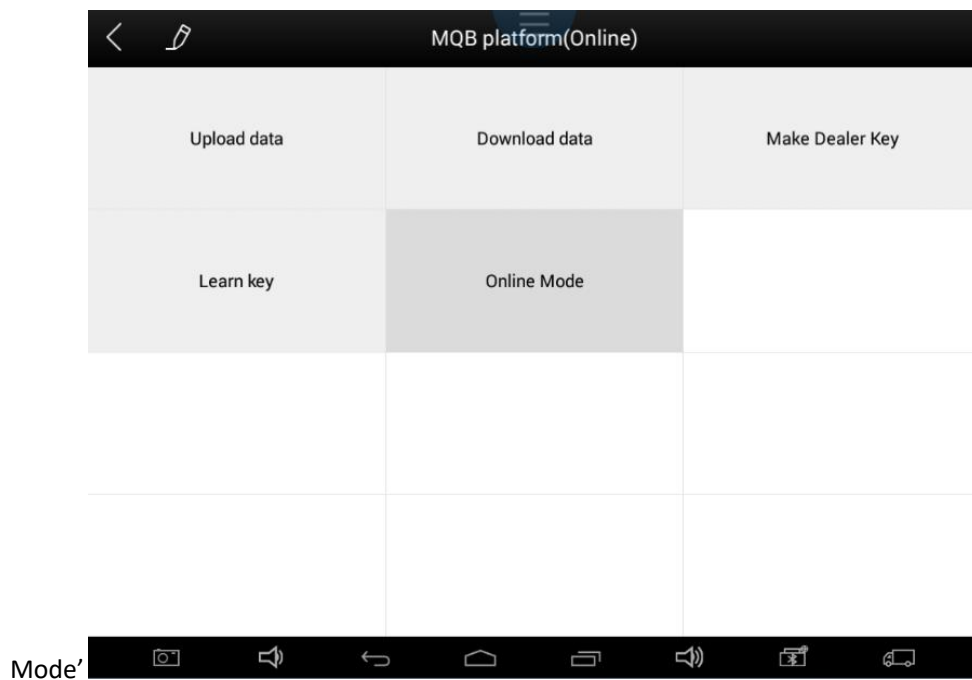 MQB platform(Online)
Upload data
Download data
Make Dealer Key
Learn key
Online Mode
Mode’